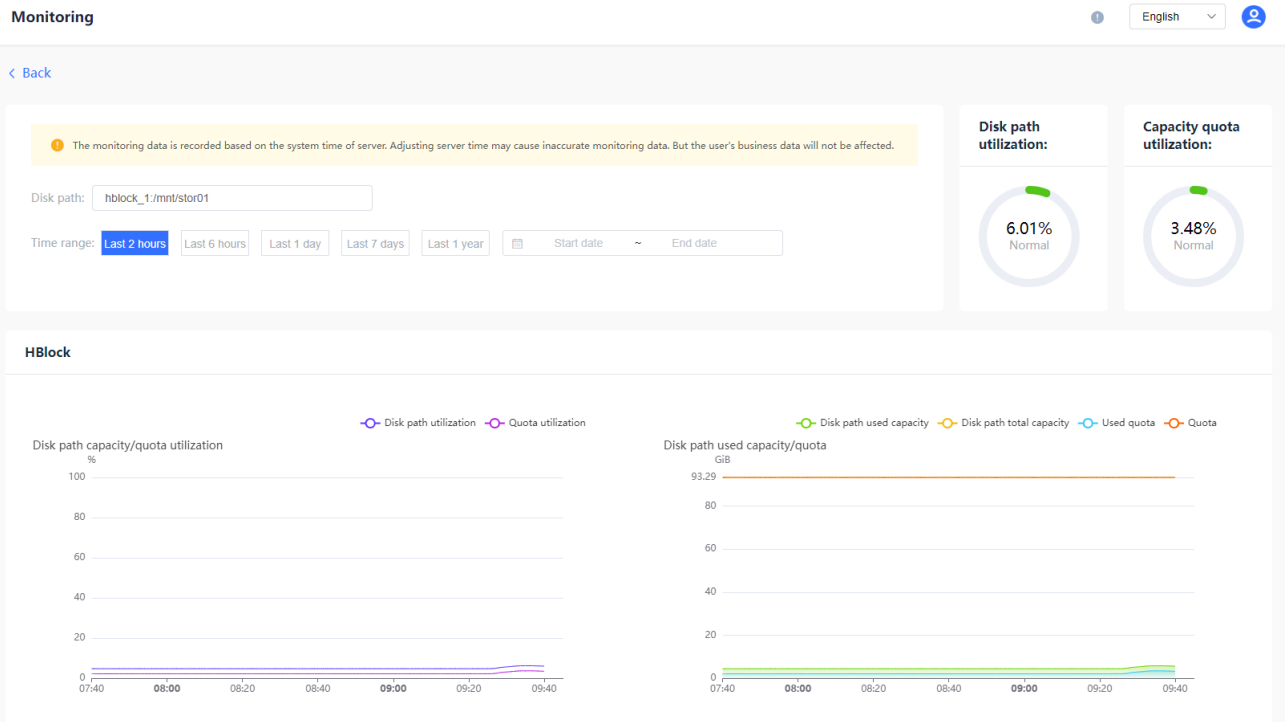 Monitoring
English
Back
The monitoring data is recorded based on the system time of server. Adjusting server time may cause inaccurate monitoring data. But the user's business data will not be affected.
Disk path: hblock_1:/mnt/stor01
Time range: Last 2 hours Last 6 hours Last 1 day Last 7 days Last 1 year Start date ~ End date
Disk path
utilization:
6.01%
Normal
Capacity quota
utilization:
3.48%
Normal
HBlock
Disk path utilization Quota utilization
Disk path capacity/quota utilization
%
100
80
60
40
20
0
07:40 08:00 08:20 08:40 09:00 09:20 09:40
Disk path used capacity Disk path total capacity Used quota Quota
Disk path used capacity/quota
GiB
93.29
80
60
40
20
0
07:40 08:00 08:20 08:40 09:00 09:20 09:40